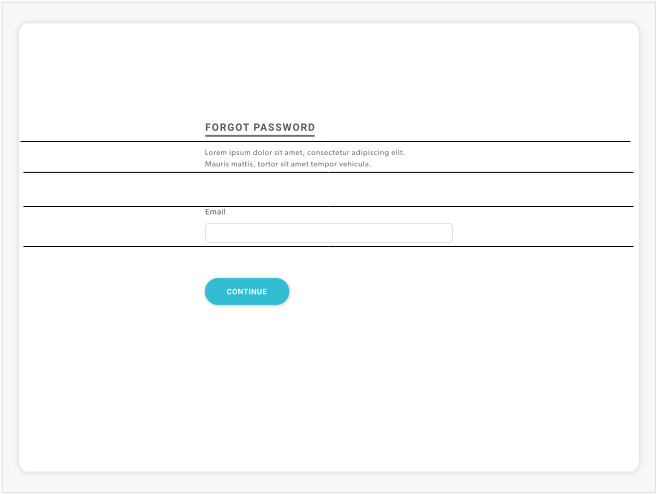 FORGOT PASSWORD
Lorem ipsum dolor sit amet, consectetur adipiscing elit.
Mauris mattis, tortor sit amet tempor vehicula.
Email
CONTINUE